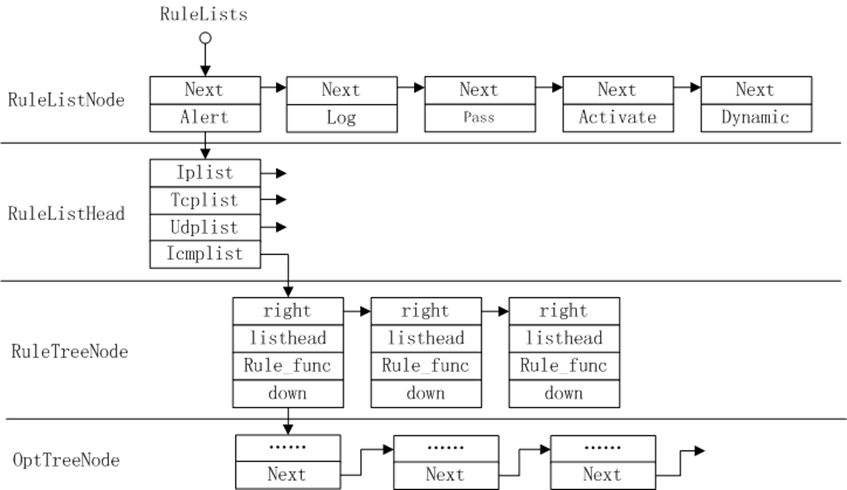 RuleLists
RuleListNode
Next Next Next Next Next
Alert Log Pass Activate Dynamic
RuleListHead
Iplist
Tcplist
Udplist
Icmplist
RuleTreeNode
right right right
listhead listhead listhead
Rule_func Rule_func Rule_func
down down down
OptTreeNode
…… …… ……
Next Next Next